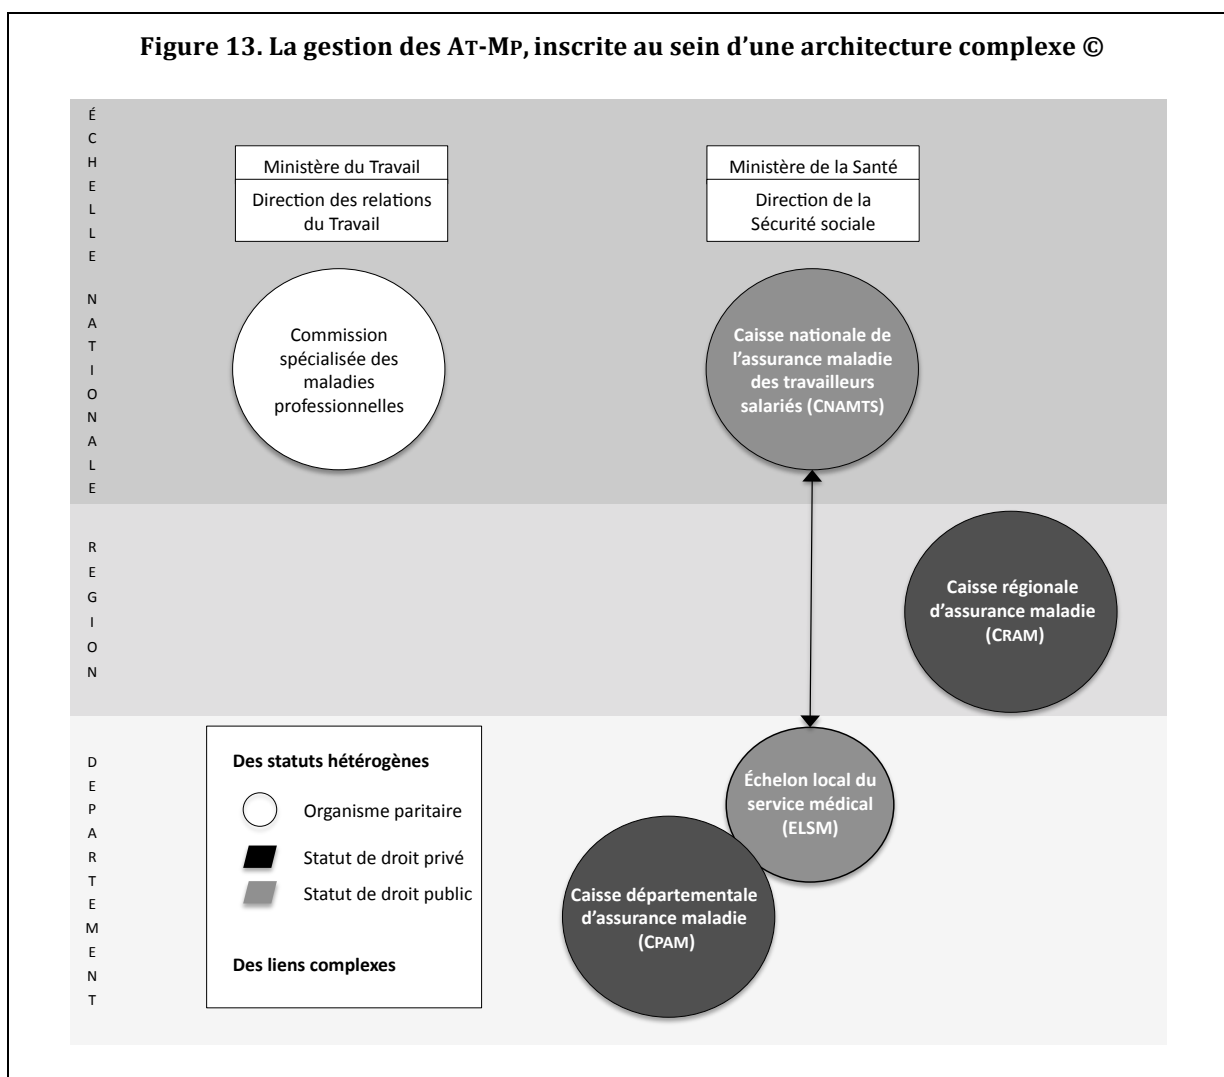 Figure 13. La gestion des AT-MP, inscrite au sein d’une architecture complexe ©
ÉCHELLE NATIONALE
Ministère du Travail
Direction des relations
du Travail
Ministère de la Santé
Direction de la
Sécurité sociale
Commission
spécialisée des
maladies
professionnelles
Caisse nationale de
l’assurance maladie
des travailleurs
salariés (CNAMTS)
REGION
Caisse régionale
d’assurance maladie
(CRAM)
DEPARTEMENT
Des statuts hétérogènes
Organisme paritaire
Statut de droit privé
Statut de droit public
Des liens complexes
Échelon local du
service médical
(ELSM)
Caisse départementale
d’assurance maladie
(CPAM)